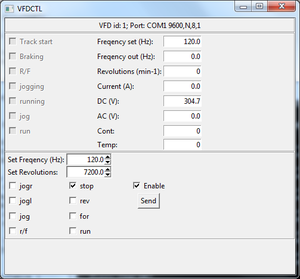 VFDCTL
VFD id: 1; Port: COM1 9600,N,8,1
Track start Freqency set (Hz): 120.0
Braking Freqency out (Hz): 0.0
R/F Revolutions (min-1): 0
jogging Current (A): 0.0
running DC (V): 304.7
jog AC (V): 0.0
run Cont: 0
Temp: 0
Set Freqency (Hz): 120.0
Set Revolutions: 7200.0
jogr stop Enable
jogl rev Send
jog for
r/f run